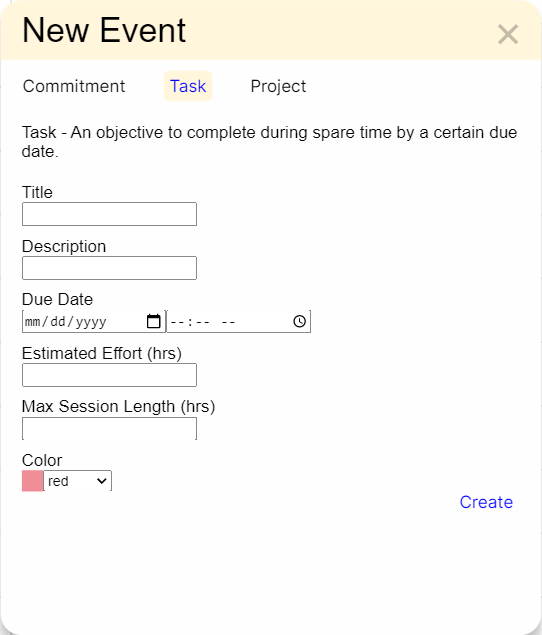 New Event
Commitment Task Project
Task - An objective to complete during spare time by a certain due
date.
Title
Description
Due Date
mm/dd/yyyy --:-- --
Estimated Effort (hrs)
Max Session Length (hrs)
Color
red
Create